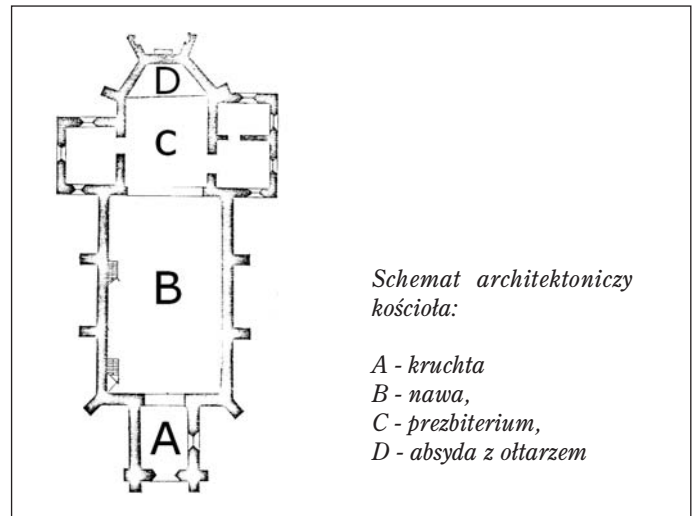 D
C
B
A
Schemat architektoniczy
kościoła:
A - kruchta
B - nawa,
C - prezbiterium,
D - absyda z ołtarzem